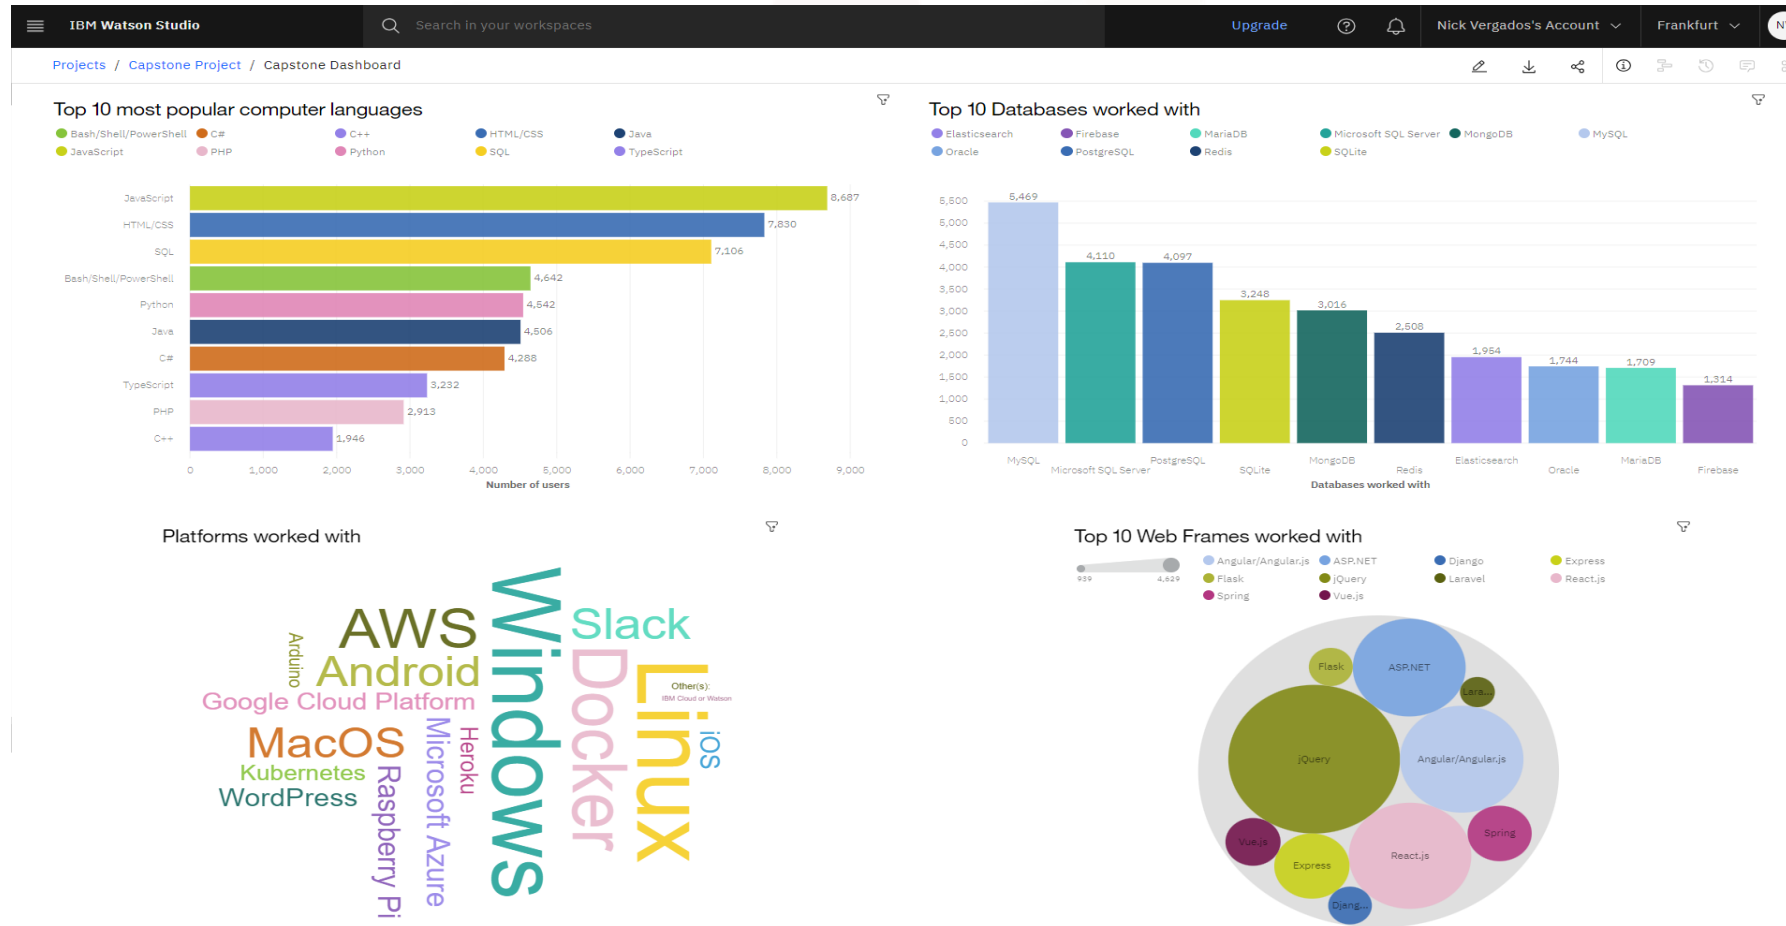 IBM Watson Studio
Search in your workspaces
Upgrade
Nick Vergados's Account
Frankfurt
Projects / Capstone Project / Capstone Dashboard
Top 10 most popular computer languages
Bash/Shell/PowerShell C# C++ HTML/CSS Java
JavaScript PHP Python SQL TypeScript
JavaScript 8,687
HTML/CSS 7,830
SQL 7,106
Bash/Shell/PowerShell 4,642
Python 4,542
Java 4,506
C# 4,288
TypeScript 3,232
PHP 2,913
C++ 1,946
0 1,000 2,000 3,000 4,000 5,000 6,000 7,000 8,000 9,000
Number of users
Top 10 Databases worked with
Elasticsearch Firebase MariaDB Microsoft SQL Server MongoDB MySQL
Oracle PostgreSQL Redis SQLite
5,500
5,000
4,500
4,000
3,500
3,000
2,500
2,000
1,500
1,000
500
0
5,469 4,110 4,097 3,248 3,016 2,508 1,954 1,744 1,709 1,314
MySQL Microsoft SQL Server PostgreSQL SQLite MongoDB Redis Elasticsearch Oracle MariaDB Firebase
Databases worked with
Platforms worked with
Windows
Slack
AWS
Arduino
Android
Docker
Linux
Other(s):
IBM Cloud or Watson
Google Cloud Platform
MacOS
Microsoft Azure
Heroku
iOS
Kubernetes
Raspberry Pi
WordPress
Top 10 Web Frames worked with
939 4,629
Angular/Angular.js ASP.NET Django Express
Flask jQuery Laravel React.js
Spring Vue.js
Flask
ASP.NET
Lara...
jQuery
Angular/Angular.js
Spring
Vue.js
React.js
Express
Djang...